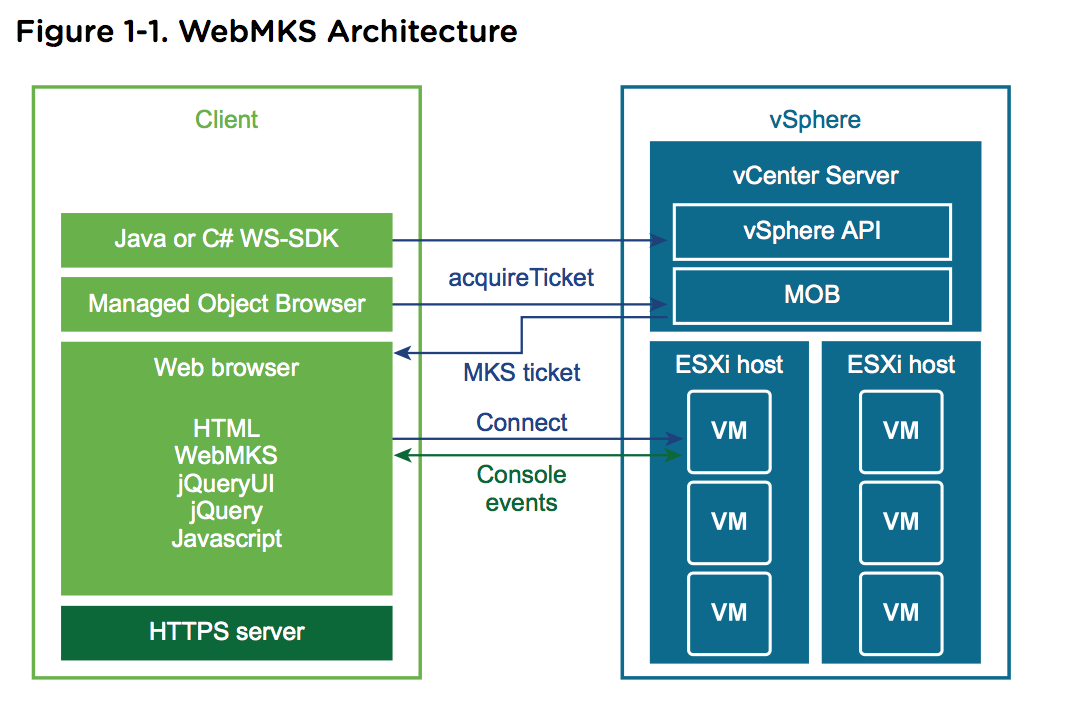 Figure 1-1. WebMKS Architecture
Client
Java or C# WS-SDK
Managed Object Browser
Web browser
HTML
WebMKS
jQueryUI
jQuery
Javascript
HTTPS server
acquireTicket
MKS ticket
Connect
Console
events
vSphere
vCenter Server
vSphere API
MOB
ESXi host
VM
VM
VM
ESXi host
VM
VM
VM